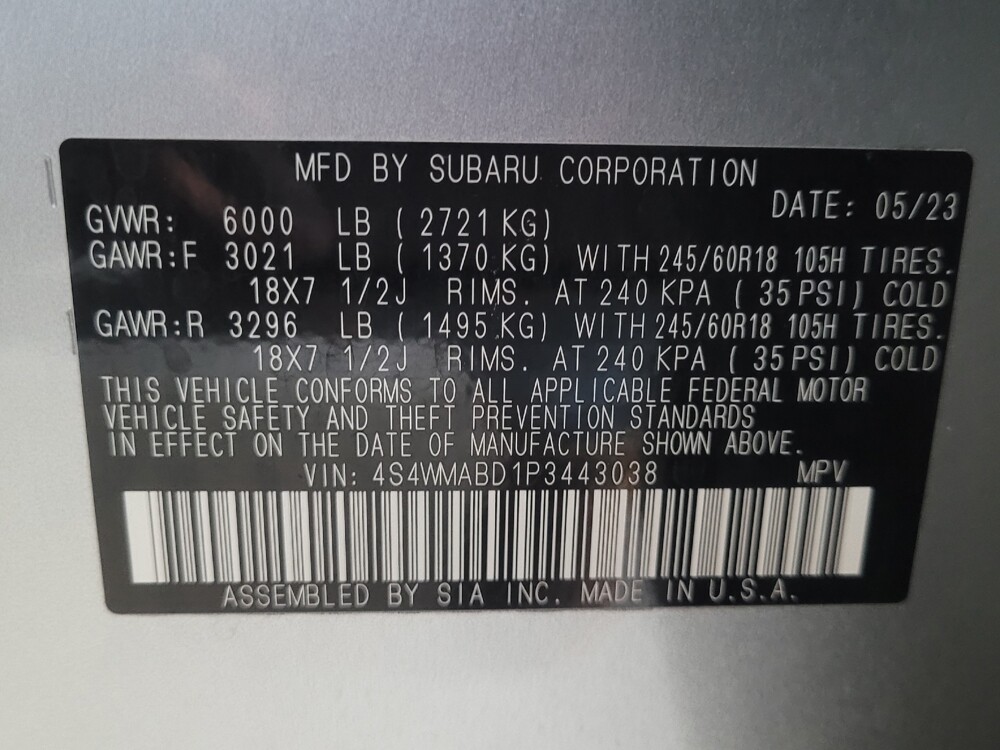 MFD BY SUBARU CORPORATION
DATE: 05/23
GVWR: 6000 LB ( 2721 KG)
GAWR:F 3021 LB ( 1370 KG) WITH 245/60R18 105H TIRES.
18X7 1/2J RIMS. AT 240 KPA ( 35 PSI) COLD
GAWR:R 3296 LB ( 1495 KG) WITH 245/60R18 105H TIRES.
18X7 1/2J RIMS. AT 240 KPA ( 35 PSI) COLD
THIS VEHICLE CONFORMS TO ALL APPLICABLE FEDERAL MOTOR
VEHICLE SAFETY AND THEFT PREVENTION STANDARDS
IN EFFECT ON THE DATE OF MANUFACTURE SHOWN ABOVE.
VIN: 4S4WMABD1P3443038 MPV
ASSEMBLED BY SIA INC. MADE IN U.S.A.